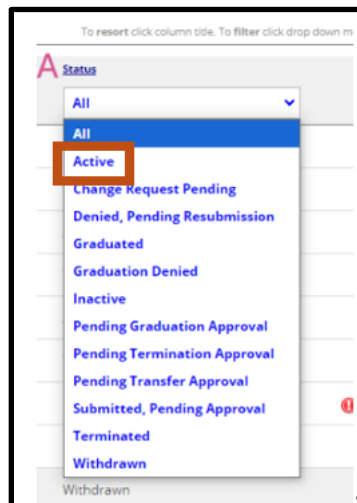 To resort click column title. To filter click drop down m
A Status
All
All
Active
Change Request Pending
Denied, Pending Resubmission
Graduated
Graduation Denied
Inactive
Pending Graduation Approval
Pending Termination Approval
Pending Transfer Approval
Submitted, Pending Approval
Terminated
Withdrawn
Withdrawn